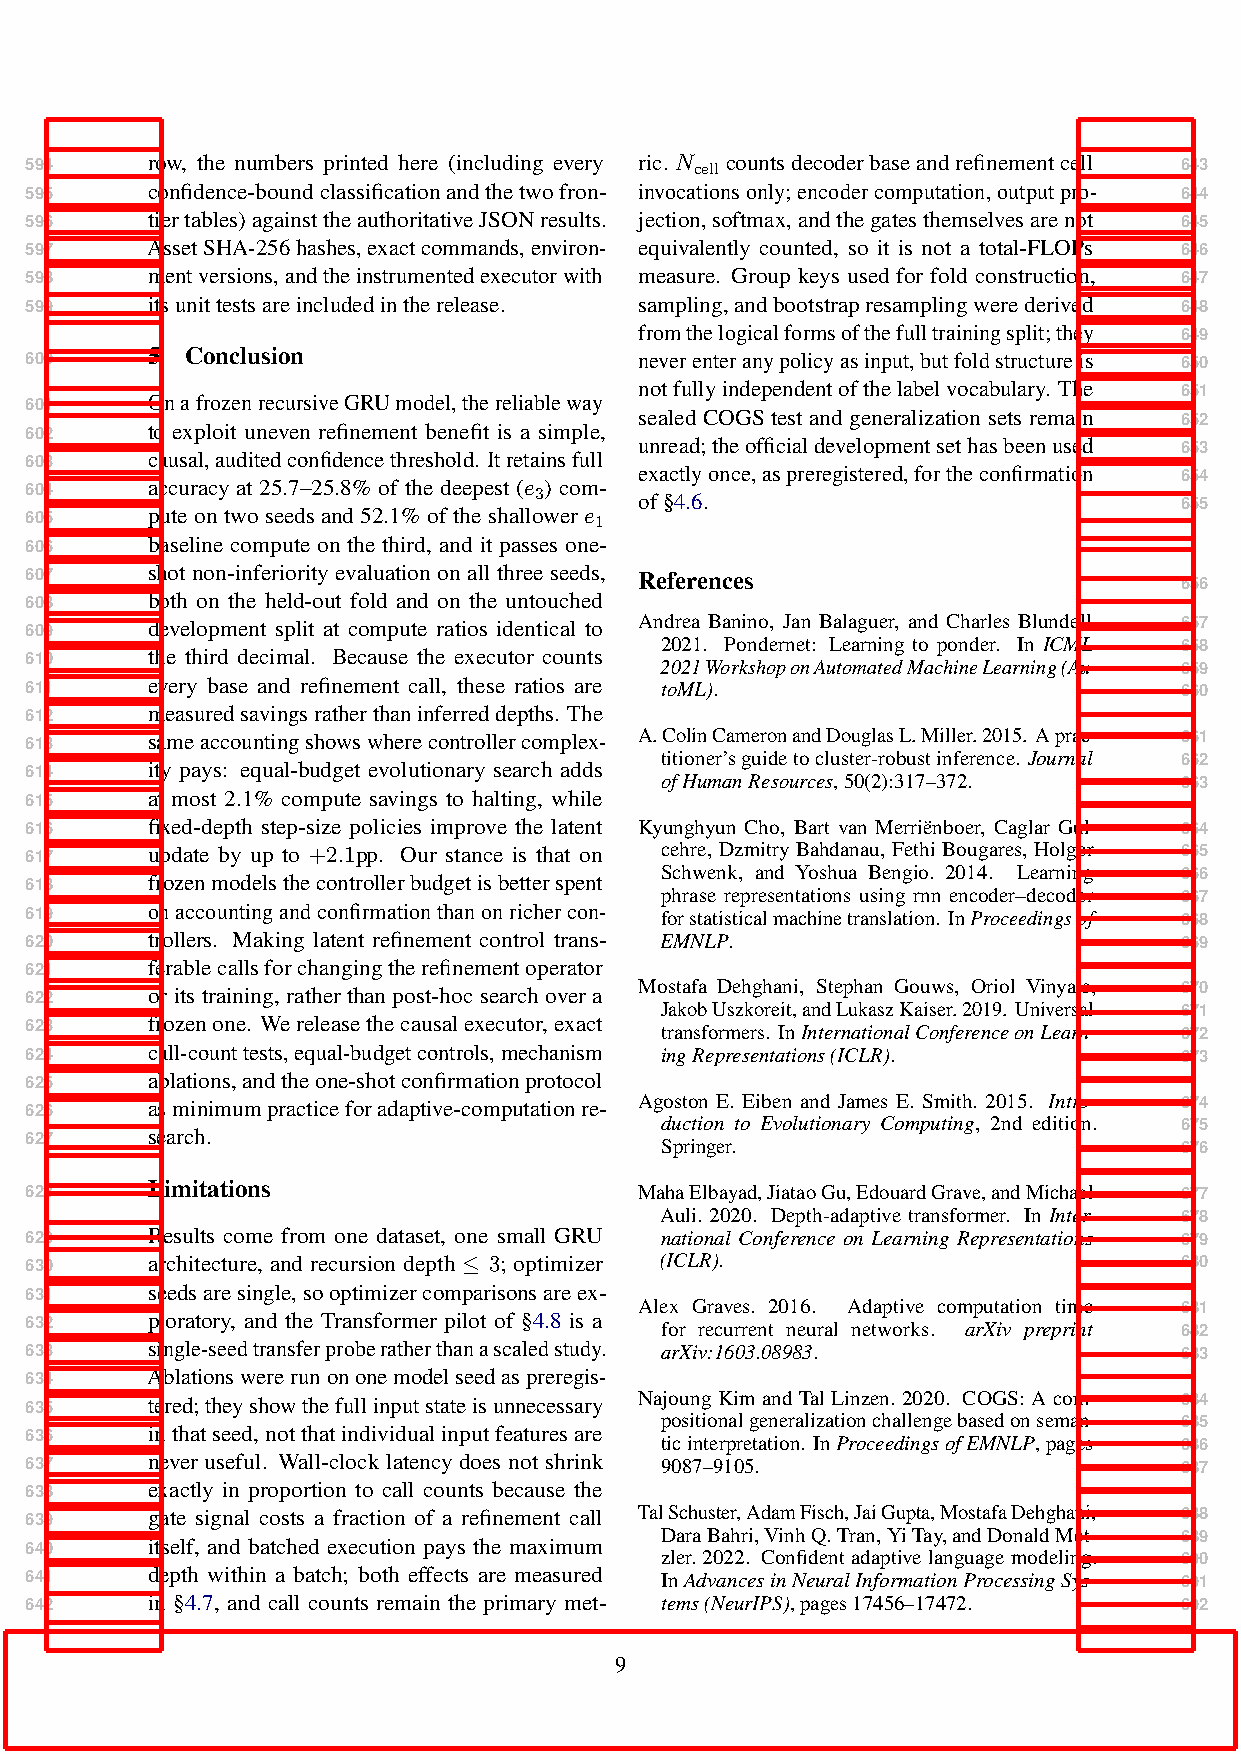 row, the numbers printed here (including every
confidence-bound classification and the two fron-
tier tables) against the authoritative JSON results.
Asset SHA-256 hashes, exact commands, environ-
ment versions, and the instrumented executor with
its unit tests are included in the release.
5 Conclusion
On a frozen recursive GRU model, the reliable way
to exploit uneven refinement benefit is a simple,
causal, audited confidence threshold. It retains full
accuracy at 25.7–25.8% of the deepest (e3) com-
pute on two seeds and 52.1% of the shallower e1
baseline compute on the third, and it passes one-
shot non-inferiority evaluation on all three seeds,
both on the held-out fold and on the untouched
development split at compute ratios identical to
the third decimal. Because the executor counts
every base and refinement call, these ratios are
measured savings rather than inferred depths. The
same accounting shows where controller complex-
ity pays: equal-budget evolutionary search adds
at most 2.1% compute savings to halting, while
fixed-depth step-size policies improve the latent
update by up to +2.1pp. Our stance is that on
frozen models the controller budget is better spent
on accounting and confirmation than on richer con-
trollers. Making latent refinement control trans-
ferable calls for changing the refinement operator
or its training, rather than post-hoc search over a
frozen one. We release the causal executor, exact
call-count tests, equal-budget controls, mechanism
ablations, and the one-shot confirmation protocol
as minimum practice for adaptive-computation re-
search.
Limitations
Results come from one dataset, one small GRU
architecture, and recursion depth ≤ 3; optimizer
seeds are single, so optimizer comparisons are ex-
ploratory, and the Transformer pilot of §4.8 is a
single-seed transfer probe rather than a scaled study.
Ablations were run on one model seed as preregis-
tered; they show the full input state is unnecessary
in that seed, not that individual input features are
never useful. Wall-clock latency does not shrink
exactly in proportion to call counts because the
gate signal costs a fraction of a refinement call
itself, and batched execution pays the maximum
depth within a batch; both effects are measured
in §4.7, and call counts remain the primary met-
ric. Ncell counts decoder base and refinement cell
invocations only; encoder computation, output pro-
jection, softmax, and the gates themselves are not
equivalently counted, so it is not a total-FLOPs
measure. Group keys used for fold construction,
sampling, and bootstrap resampling were derived
from the logical forms of the full training split; they
never enter any policy as input, but fold structure is
not fully independent of the label vocabulary. The
sealed COGS test and generalization sets remain
unread; the official development set has been used
exactly once, as preregistered, for the confirmation
of §4.6.
References
Andrea Banino, Jan Balaguer, and Charles Blundell.
2021. Pondernet: Learning to ponder. In ICML
2021 Workshop on Automated Machine Learning (Au-
toML).
A. Colin Cameron and Douglas L. Miller. 2015. A prac-
titioner's guide to cluster-robust inference. Journal
of Human Resources, 50(2):317–372.
Kyunghyun Cho, Bart van Merriënboer, Caglar Gul-
cehre, Dzmitry Bahdanau, Fethi Bougares, Holger
Schwenk, and Yoshua Bengio. 2014. Learning
phrase representations using rnn encoder–decoder
for statistical machine translation. In Proceedings of
EMNLP.
Mostafa Dehghani, Stephan Gouws, Oriol Vinyals,
Jakob Uszkoreit, and Lukasz Kaiser. 2019. Universal
transformers. In International Conference on Learn-
ing Representations (ICLR).
Agoston E. Eiben and James E. Smith. 2015. Intro-
duction to Evolutionary Computing, 2nd edition.
Springer.
Maha Elbayad, Jiatao Gu, Edouard Grave, and Michael
Auli. 2020. Depth-adaptive transformer. In Inter-
national Conference on Learning Representations
(ICLR).
Alex Graves. 2016. Adaptive computation time
for recurrent neural networks. arXiv preprint
arXiv:1603.08983.
Najoung Kim and Tal Linzen. 2020. COGS: A com-
positional generalization challenge based on seman-
tic interpretation. In Proceedings of EMNLP, pages
9087–9105.
Tal Schuster, Adam Fisch, Jai Gupta, Mostafa Dehghani,
Dara Bahri, Vinh Q. Tran, Yi Tay, and Donald Met-
zler. 2022. Confident adaptive language modeling.
In Advances in Neural Information Processing Sys-
tems (NeurIPS), pages 17456–17472.
9